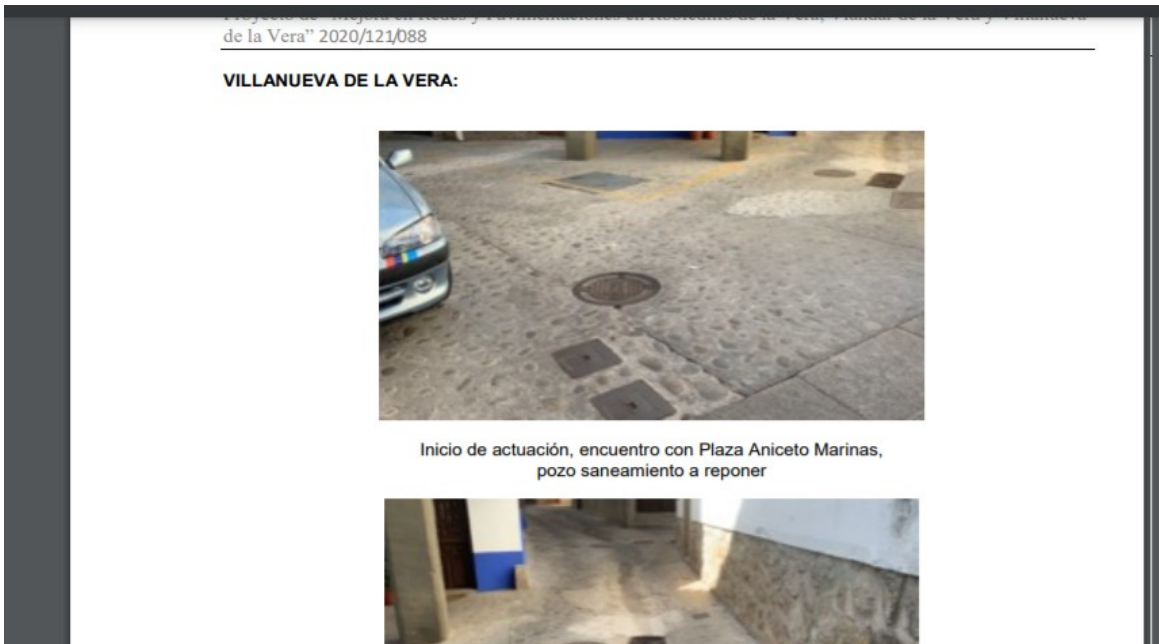 de la Vera” 2020/121/088
VILLANUEVA DE LA VERA:
Inicio de actuación, encuentro con Plaza Aniceto Marinas,
pozo saneamiento a reponer